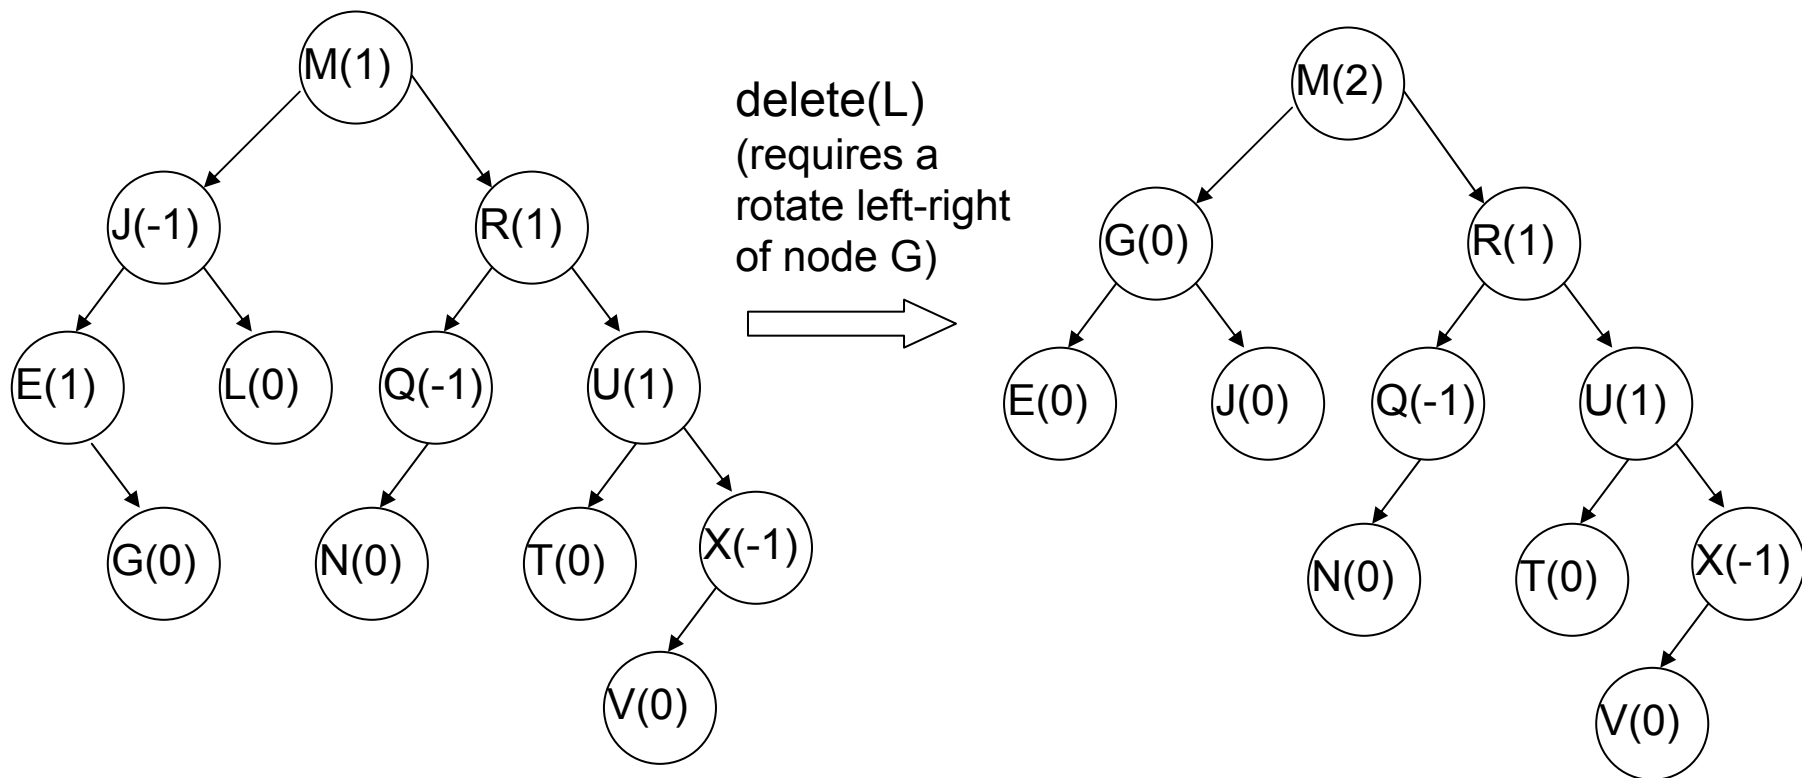 M(1)
J(-1)
R(1)
E(1)
L(0)
Q(-1)
U(1)
G(0)
N(0)
T(0)
X(-1)
V(0)
delete(L)
(requires a
rotate left-right
of node G)
M(2)
G(0)
R(1)
E(0)
J(0)
Q(-1)
U(1)
N(0)
T(0)
X(-1)
V(0)